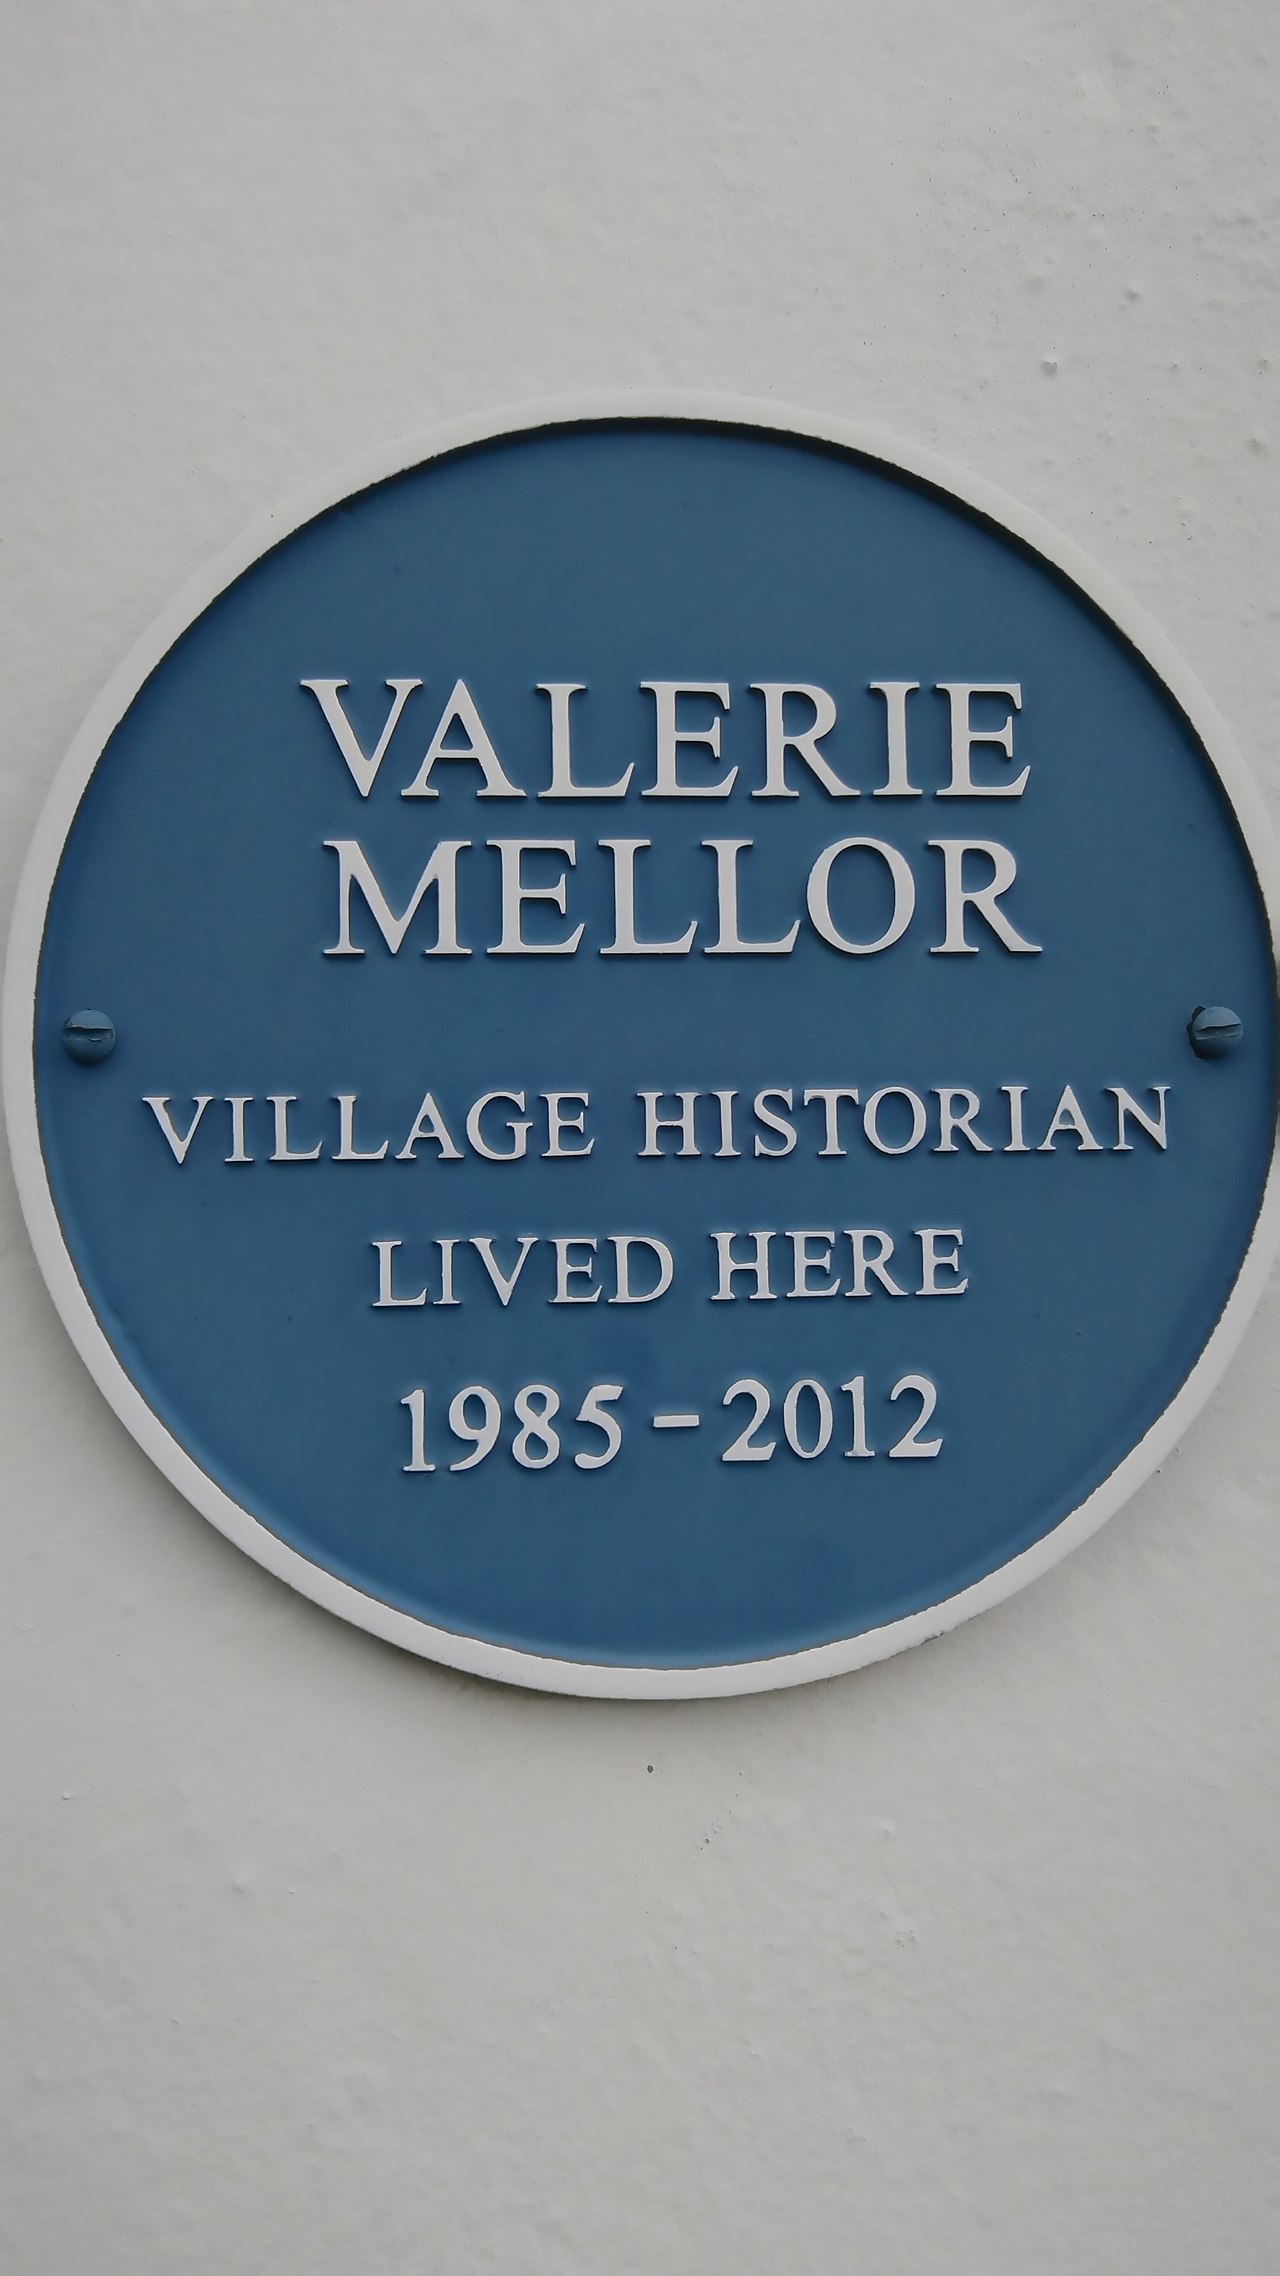 VALERIE
MELLOR
VILLAGE HISTORIAN
LIVED HERE
1985 - 2012